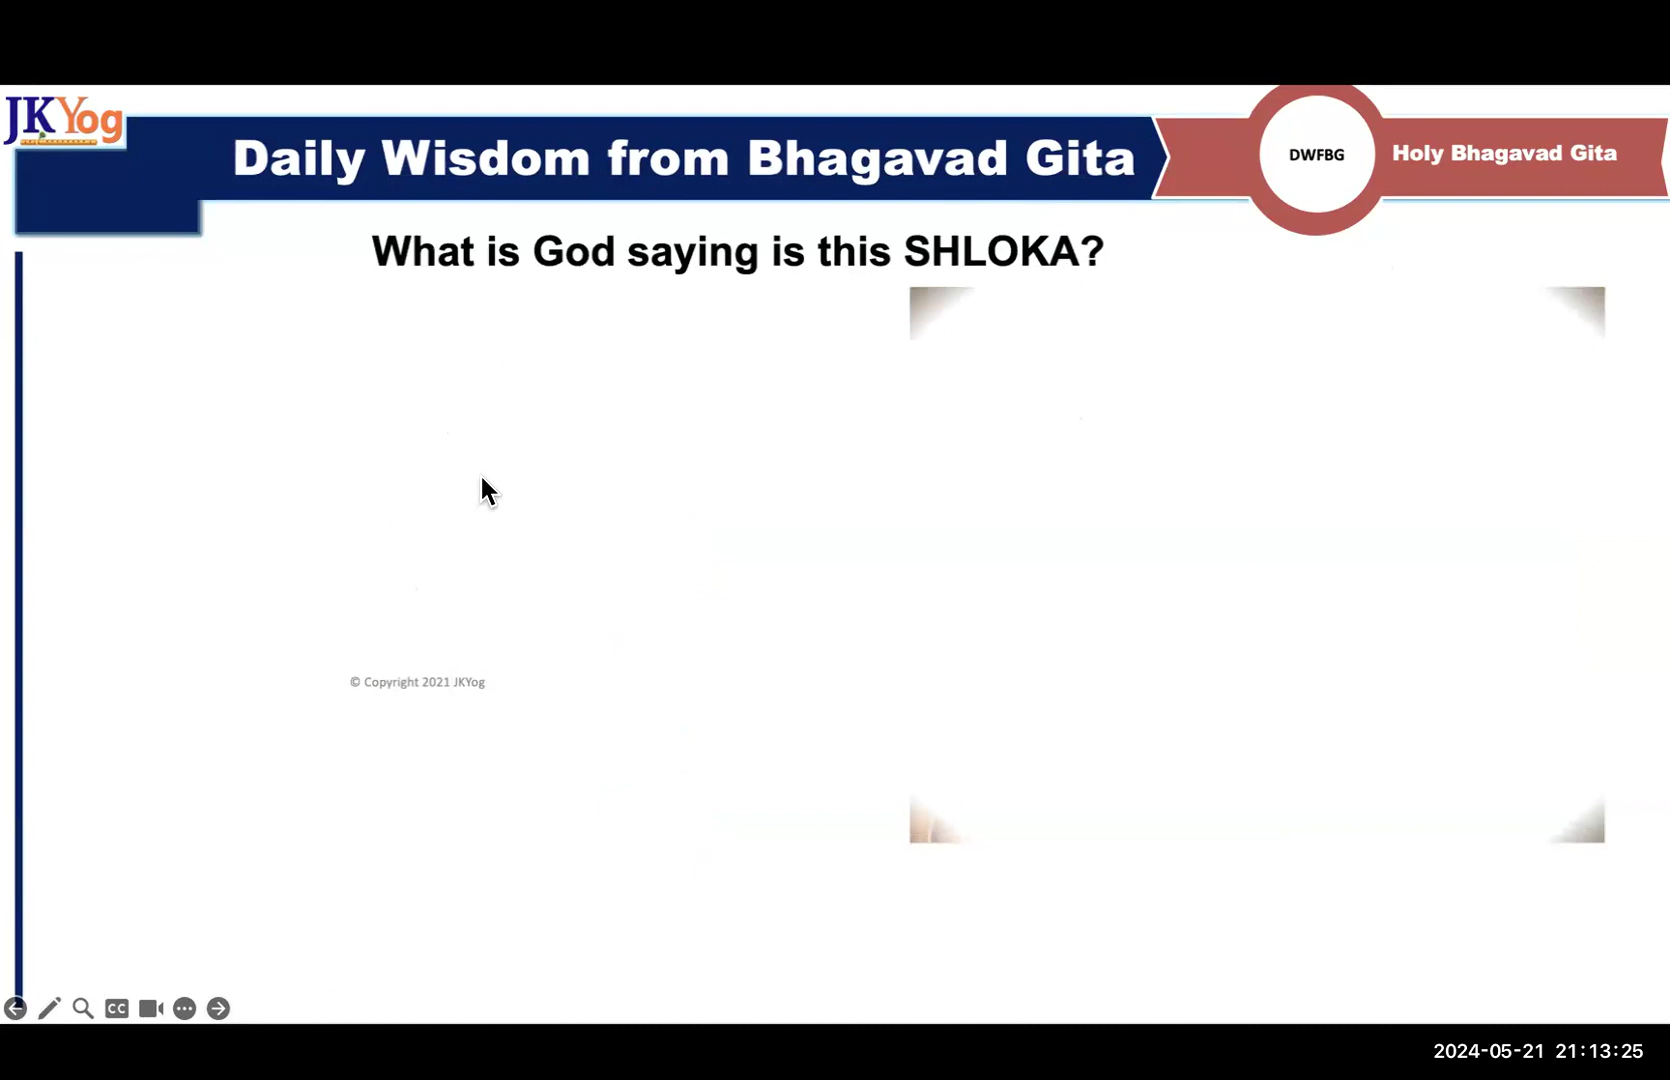 JKYog
Daily Wisdom from Bhagavad Gita
DWFBG
Holy Bhagavad Gita
What is God saying is this SHLOKA?
© Copyright 2021 JKYog
CC
2024-05-21 21:13:25